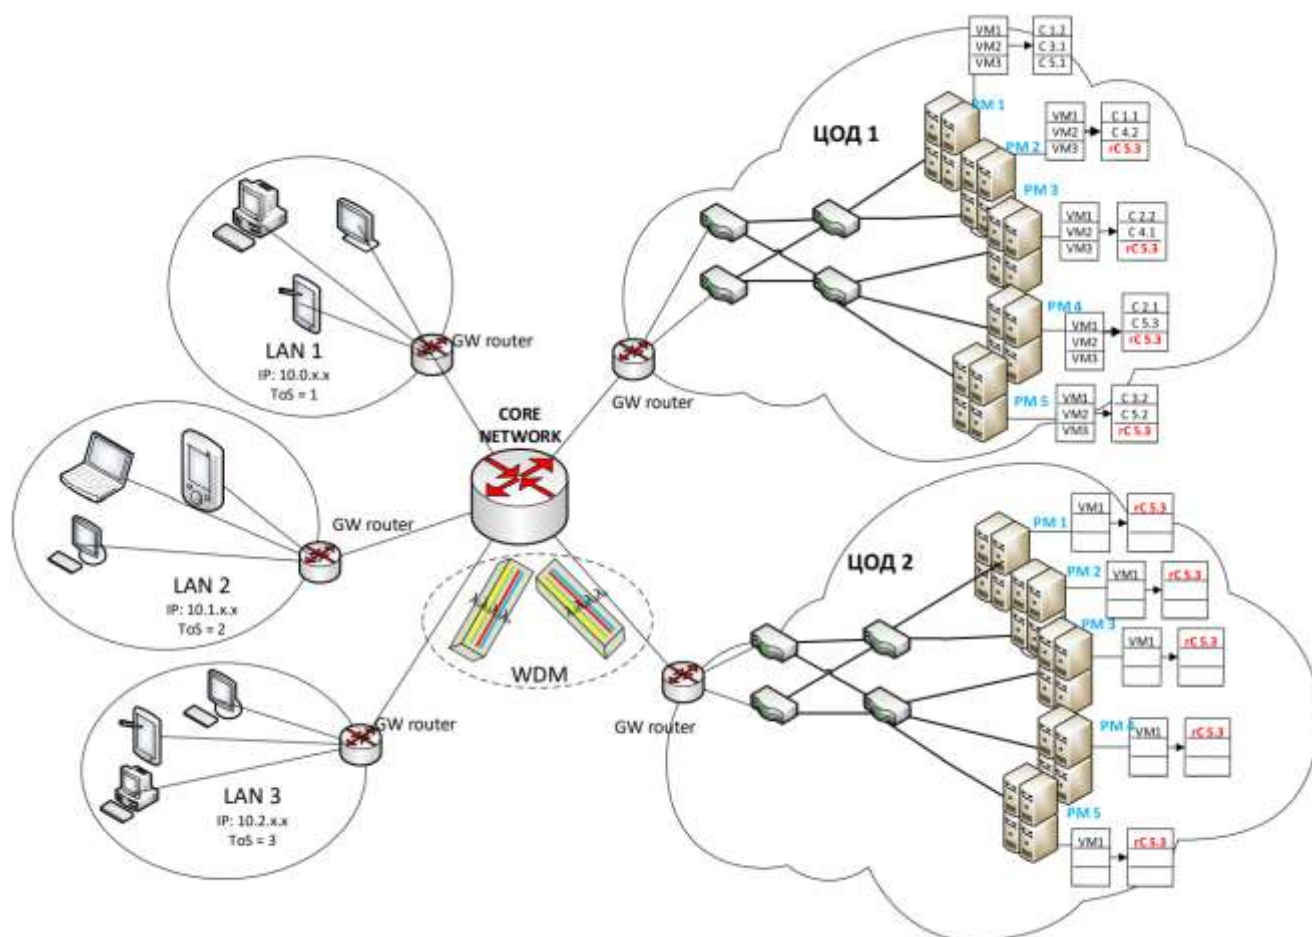 VM1
VM2
VM3
C 1.2
C 3.1
C 5.1
PM 1
ЦОД 1
PM 2
VM1
VM2
VM3
C 1.1
C 4.2
rC 5.3
PM 3
VM1
VM2
VM3
C 2.2
C 4.1
rC 5.3
PM 4
VM1
VM2
VM3
C 2.1
C 5.3
rC 5.3
PM 5
VM1
VM2
VM3
C 3.2
C 5.2
rC 5.3
GW router
LAN 1
IP: 10.0.x.x
ToS = 1
GW router
CORE
NETWORK
GW router
LAN 2
IP: 10.1.x.x
ToS = 2
WDM
GW router
LAN 3
IP: 10.2.x.x
ToS = 3
GW router
ЦОД 2
PM 1
VM1
rC 5.3
PM 2
VM1
rC 5.3
PM 3
VM1
rC 5.3
PM 4
VM1
rC 5.3
PM 5
VM1
rC 5.3